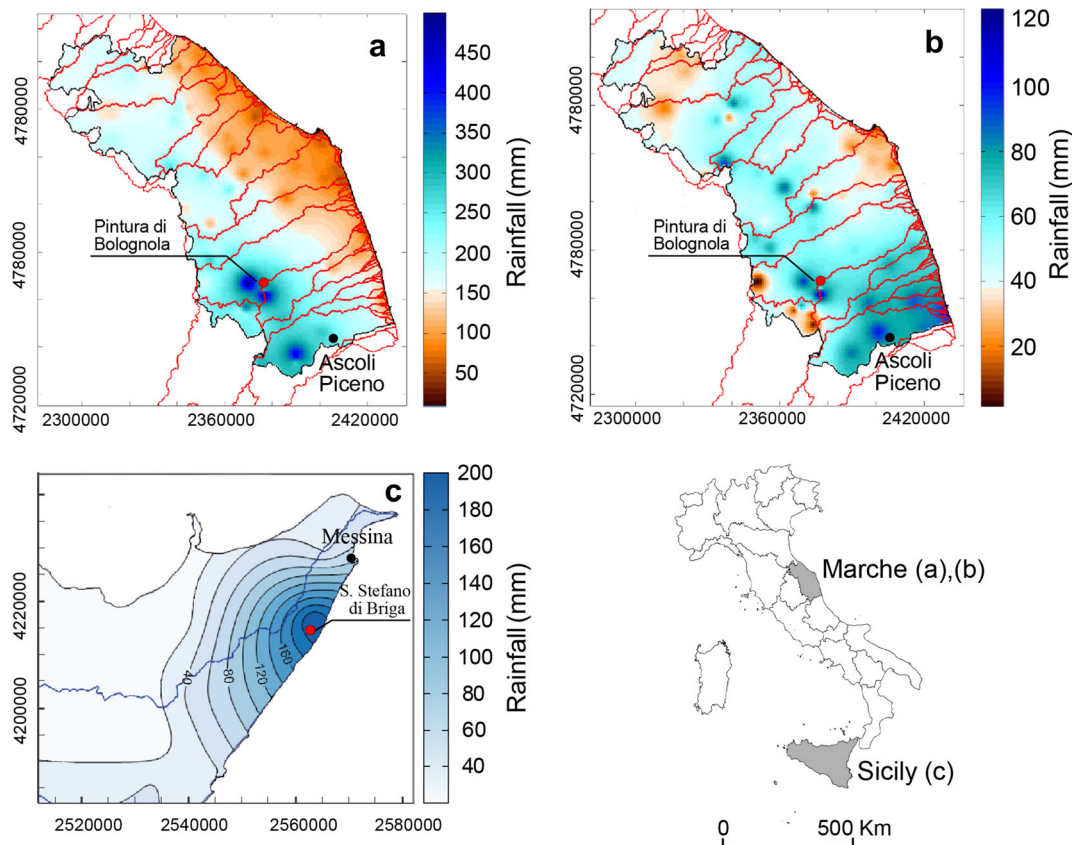 a
450
400
350
300
250
200
150
100
50
Rainfall (mm)
4780000
4780000
4720000
Pintura di
Bolognola
Ascoli
Piceno
23000000
2360000
2420000
b
120
100
80
60
40
20
Rainfall (mm)
4780000
4780000
4720000
Pintura di
Bolognola
Ascoli
Piceno
23000000
2360000
2420000
c
200
180
160
140
120
100
80
60
40
Rainfall (mm)
4220000
4200000
Messina
S. Stefano
di Briga
40
80
120
160
2520000
2540000
2560000
2580000
Marche (a),(b)
Sicily (c)
0
500 Km